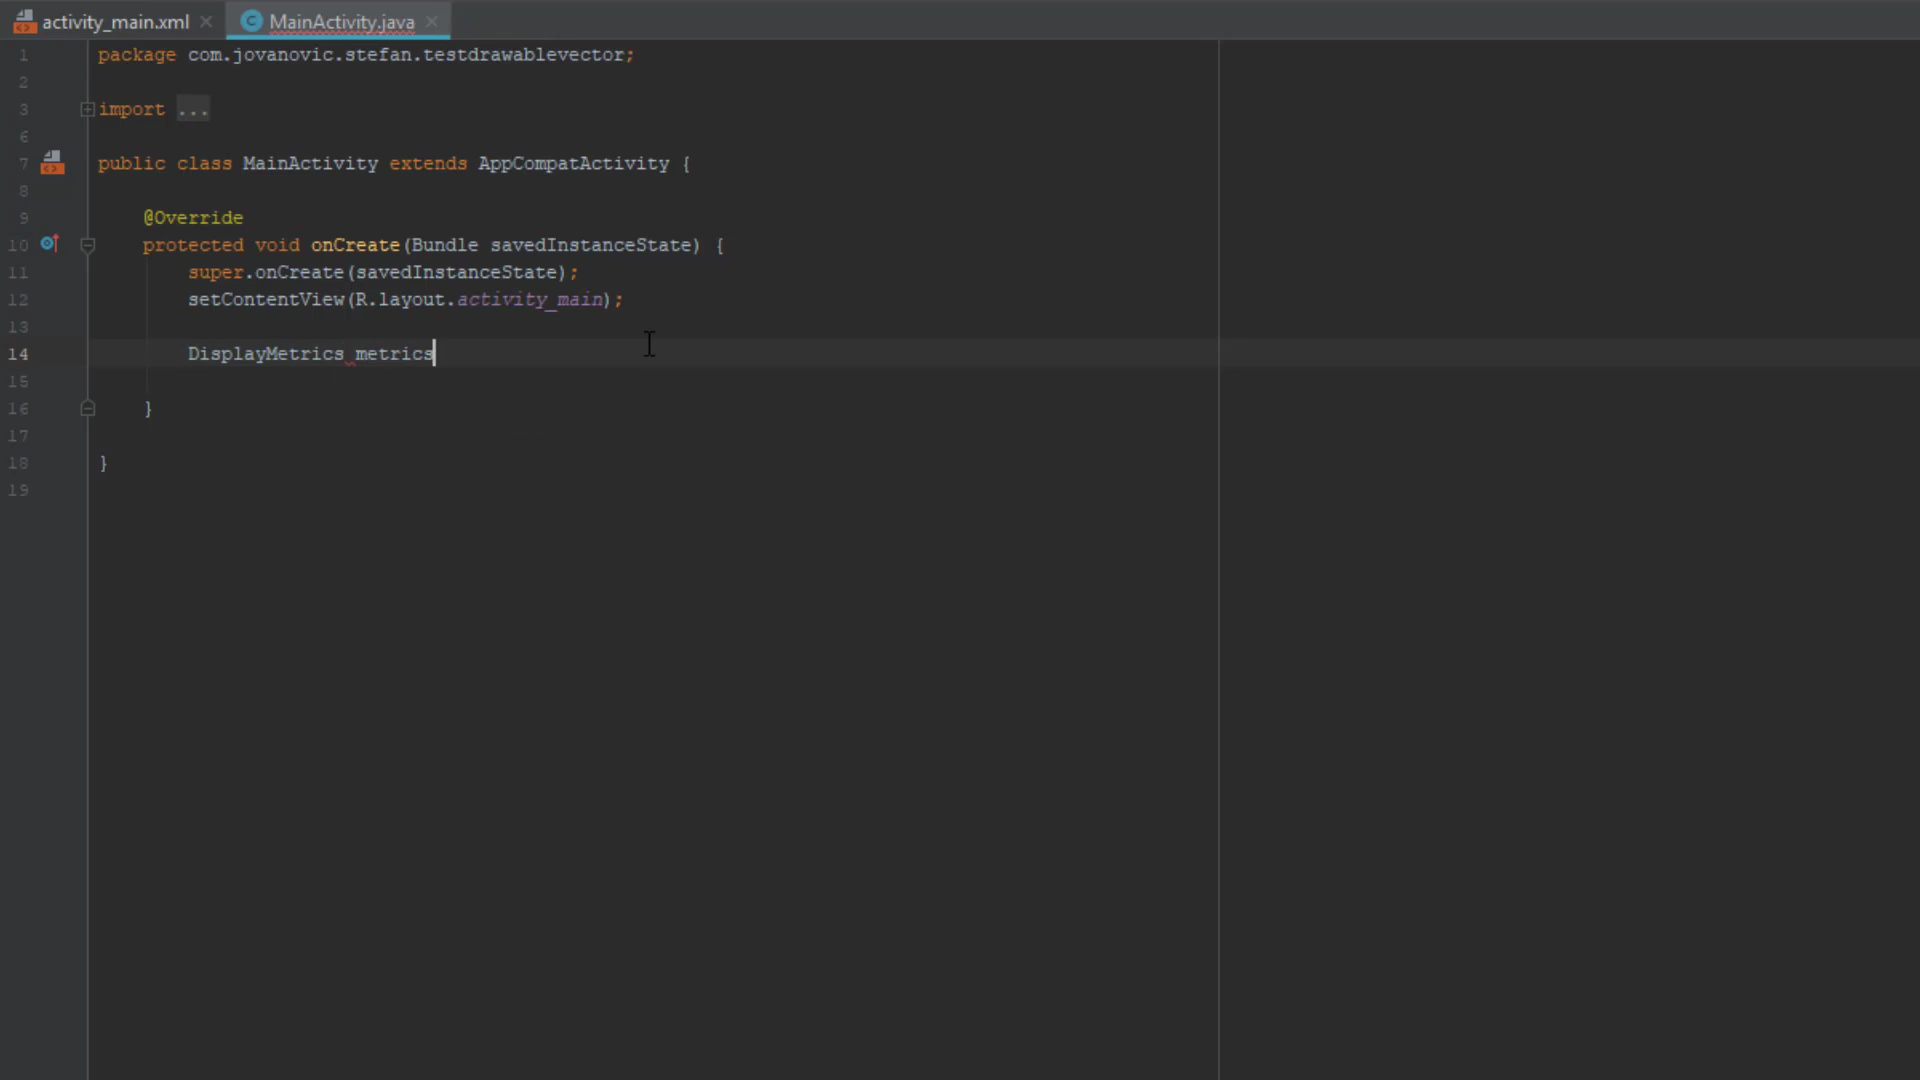 activity_main.xml
MainActivity.java
1 package com.jovanovic.stefan.testdrawablevector;
2
3 import ...
6
7 public class MainActivity extends AppCompatActivity {
8
9 @Override
10 protected void onCreate(Bundle savedInstanceState) {
11 super.onCreate(savedInstanceState);
12 setContentView(R.layout.activity_main);
13
14 DisplayMetrics metrics
15
16 }
17
18 }
19